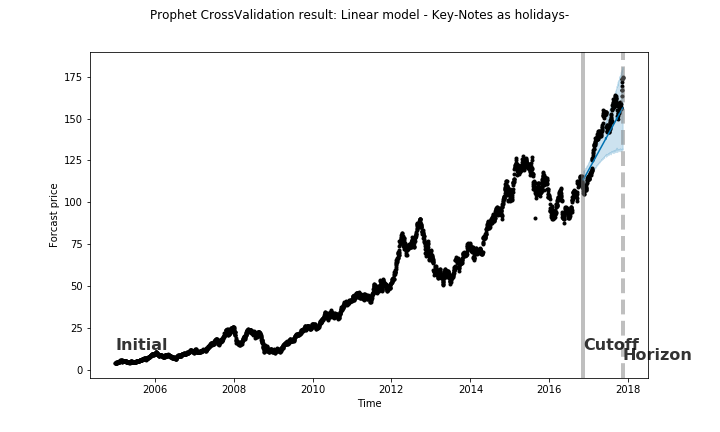 Prophet CrossValidation result: Linear model - Key-Notes as holidays-
175
150
125
100
75
50
25
0
Forcast price
Initial
Cutoff
Horizon
2006
2008
2010
2012
2014
2016
2018
Time